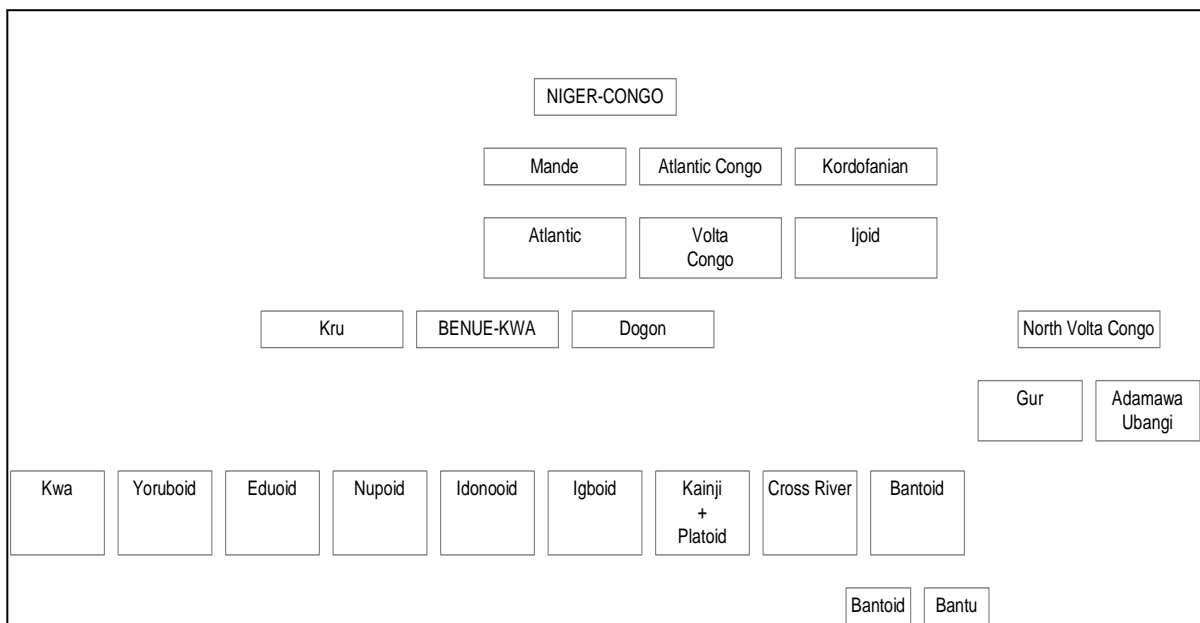 NIGER-CONGO
Mande
Atlantic Congo
Kordofanian
Atlantic
Volta
Congo
Ijoid
Kru
BENUE-KWA
Dogon
North Volta Congo
Gur
Adamawa
Ubangi
Kwa
Yoruboid
Eduoid
Nupoid
Idonooid
Igboid
Kainji
+
Platoid
Cross River
Bantoid
Bantoid
Bantu